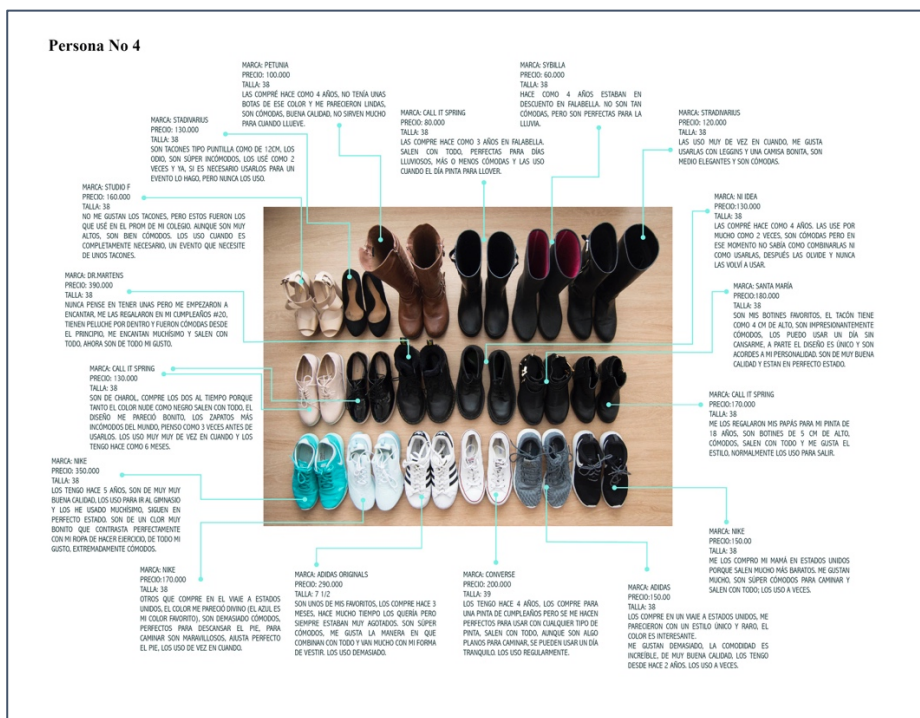 Persona No 4
MARCA: PETUNIA
PRECIO: 100.000
TALLA: 38
LAS COMPRÉ HACE COMO 4 AÑOS, NO TENÍA UNAS
BOTAS DE ESE COLOR Y ME PARECIERON LINDAS,
SON CÓMODAS, BUENA CALIDAD, NO SIRVEN MUCHO
PARA CUANDO LLUEVE.
MARCA: SYBILLA
PRECIO: 60.000
TALLA: 38
HACE COMO 4 AÑOS ESTABAN EN
DESCUENTO EN FALABELLA. NO SON TAN
CÓMODAS, PERO SON PERFECTAS PARA LA
LLUVIA.
MARCA: STADIVARIUS
PRECIO: 130.000
TALLA: 38
SON TACONES TIPO PUNTILLA COMO DE 12CM, LOS
ODIO, SON SÚPER INCÓMODOS, LOS USÉ COMO 2
VECES Y YA, SI ES NECESARIO USARLOS PARA UN
EVENTO LO HAGO, PERO NUNCA LOS USO.
MARCA: CALL IT SPRING
PRECIO: 80.000
TALLA: 38
LAS COMPRE HACE COMO 3 AÑOS EN FALABELLA.
SALEN CON TODO, PERFECTAS PARA DÍAS
LLUVIOSOS, MÁS O MENOS CÓMODAS Y LAS USO
CUANDO EL DÍA PINTA PARA LLOVER.
MARCA: STRADIVARIUS
PRECIO: 120.000
TALLA: 38
LAS USO MUY DE VEZ EN CUANDO, ME GUSTA
USARLAS CON LEGGINS Y UNA CAMISA BONITA, SON
MEDIO ELEGANTES Y SON CÓMODAS.
MARCA: STUDIO F
PRECIO: 160.000
TALLA: 38
NO ME GUSTAN LOS TACONES, PERO ESTOS FUERON LOS
QUE USÉ EN EL PROM DE MI COLEGIO. AUNQUE SON MUY
ALTOS, SON BIEN CÓMODOS. LOS USO CUANDO ES
COMPLETAMENTE NECESARIO, UN EVENTO QUE NECESITE
DE UNOS TACONES.
MARCA: NI IDEA
PRECIO:130.000
TALLA: 38
LAS COMPRÉ HACE COMO 4 AÑOS. LAS USE POR
MUCHO COMO 2 VECES, SON CÓMODAS PERO EN
ESE MOMENTO NO SABÍA COMO COMBINARLAS NI
COMO USARLAS, DESPUÉS LAS OLVIDE Y NUNCA
LAS VOLVÍ A USAR.
MARCA: DR.MARTENS
PRECIO: 390.000
TALLA: 38
NUNCA PENSE EN TENER UNAS PERO ME EMPEZARON A
ENCANTAR, ME LAS REGALARON EN MI CUMPLEAÑOS #20,
TIENEN PELUCHE POR DENTRO Y FUERON CÓMODAS DESDE
EL PRINCIPIO, ME ENCANTAN MUCHÍSIMO Y SALEN CON
TODO, AHORA SON DE TODO MI GUSTO.
MARCA: SANTA MARÍA
PRECIO:180.000
TALLA: 38
SON MIS BOTINES FAVORITOS, EL TACÓN TIENE
COMO 4 CM DE ALTO, SON IMPRESIONANTEMENTE
CÓMODOS, LOS PUEDO USAR UN DÍA SIN
CANSARME, A PARTE EL DISEÑO ES ÚNICO Y SON
ACORDES A MI PERSONALIDAD. SON DE MUY BUENA
CALIDAD Y ESTAN EN PERFECTO ESTADO.
MARCA: CALL IT SPRING
PRECIO: 130.000
TALLA: 38
SON DE CHAROL, COMPRE LOS DOS AL TIEMPO PORQUE
TANTO EL COLOR NUDE COMO NEGRO SALEN CON TODO, EL
DISEÑO ME PARECIÓ BONITO, LOS ZAPATOS MÁS
INCÓMODOS DEL MUNDO, PIENSO COMO 3 VECES ANTES DE
USARLOS. LOS USO MUY MUY DE VEZ EN CUANDO Y LOS
TENGO HACE COMO 6 MESES.
MARCA: CALL IT SPRING
PRECIO:170.000
TALLA: 38
ME LOS REGALARON MIS PAPÁS PARA MI PINTA DE
18 AÑOS, SON BOTINES DE 5 CM DE ALTO,
CÓMODOS, SALEN CON TODO Y ME GUSTA EL
ESTILO, NORMALMENTE LOS USO PARA SALIR.
MARCA: NIKE
PRECIO: 350.000
TALLA: 38
LOS TENGO HACE 5 AÑOS, SON DE MUY MUY
BUENA CALIDAD, LOS USO PARA IR AL GIMNASIO
Y LOS HE USADO MUCHÍSIMO, SIGUEN EN
PERFECTO ESTADO. SON DE UN CLOR MUY
BONITO QUE CONTRASTA PERFECTAMENTE
CON MI ROPA DE HACER EJERCICIO, DE TODO MI
GUSTO, EXTREMADAMENTE CÓMODOS.
MARCA: NIKE
PRECIO:150.00
TALLA: 38
ME LOS COMPRO MI MAMÁ EN ESTADOS UNIDOS
PORQUE SALEN MUCHO MÁS BARATOS. ME GUSTAN
MUCHO, SON SÚPER CÓMODOS PARA CAMINAR Y
SALEN CON TODO; LOS USO A VECES.
MARCA: NIKE
PRECIO:170.000
TALLA: 38
OTROS QUE COMPRE EN EL VIAJE A ESTADOS
UNIDOS, EL COLOR ME PARECIÓ DIVINO (EL AZUL ES
MI COLOR FAVORITO), SON DEMASIADO CÓMODOS,
PERFECTOS PARA DESCANSAR EL PIE, PARA
CAMINAR SON MARAVILLOSOS, AJUSTA PERFECTO
EL PIE, LOS USO DE VEZ EN CUANDO.
MARCA: ADIDAS ORIGINALS
PRECIO: 290.000
TALLA: 7 1/2
SON UNOS DE MIS FAVORITOS, LOS COMPRE HACE 3
MESES, HACE MUCHO TIEMPO LOS QUERÍA PERO
SIEMPRE ESTABAN MUY AGOTADOS. SON SÚPER
CÓMODOS, ME GUSTA LA MANERA EN QUE
COMBINAN CON TODO Y VAN MUCHO CON MI FORMA
DE VESTIR. LOS USO DEMASIADO.
MARCA: CONVERSE
PRECIO: 200.000
TALLA: 39
LOS TENGO HACE 4 AÑOS. LOS COMPRE PARA
UNA PINTA DE CUMPLEAÑOS PERO SE ME HACEN
PERFECTOS PARA USAR CON CUALQUIER TIPO DE
PINTA, SALEN CON TODO, AUNQUE SON ALGO
PLANOS PARA CAMINAR, SE PUEDEN USAR UN DÍA
TRANQUILO. LOS USO REGULARMENTE.
MARCA: ADIDAS
PRECIO:150.00
TALLA: 38
LOS COMPRE EN UN VIAJE A ESTADOS UNIDOS, ME
PARECIERON CON UN ESTILO ÚNICO Y RARO, EL
COLOR ES INTERESANTE.
ME GUSTAN DEMASIADO, LA COMODIDAD ES
INCREÍBLE, DE MUY BUENA CALIDAD, LOS TENGO
DESDE HACE 2 AÑOS. LOS USO A VECES.